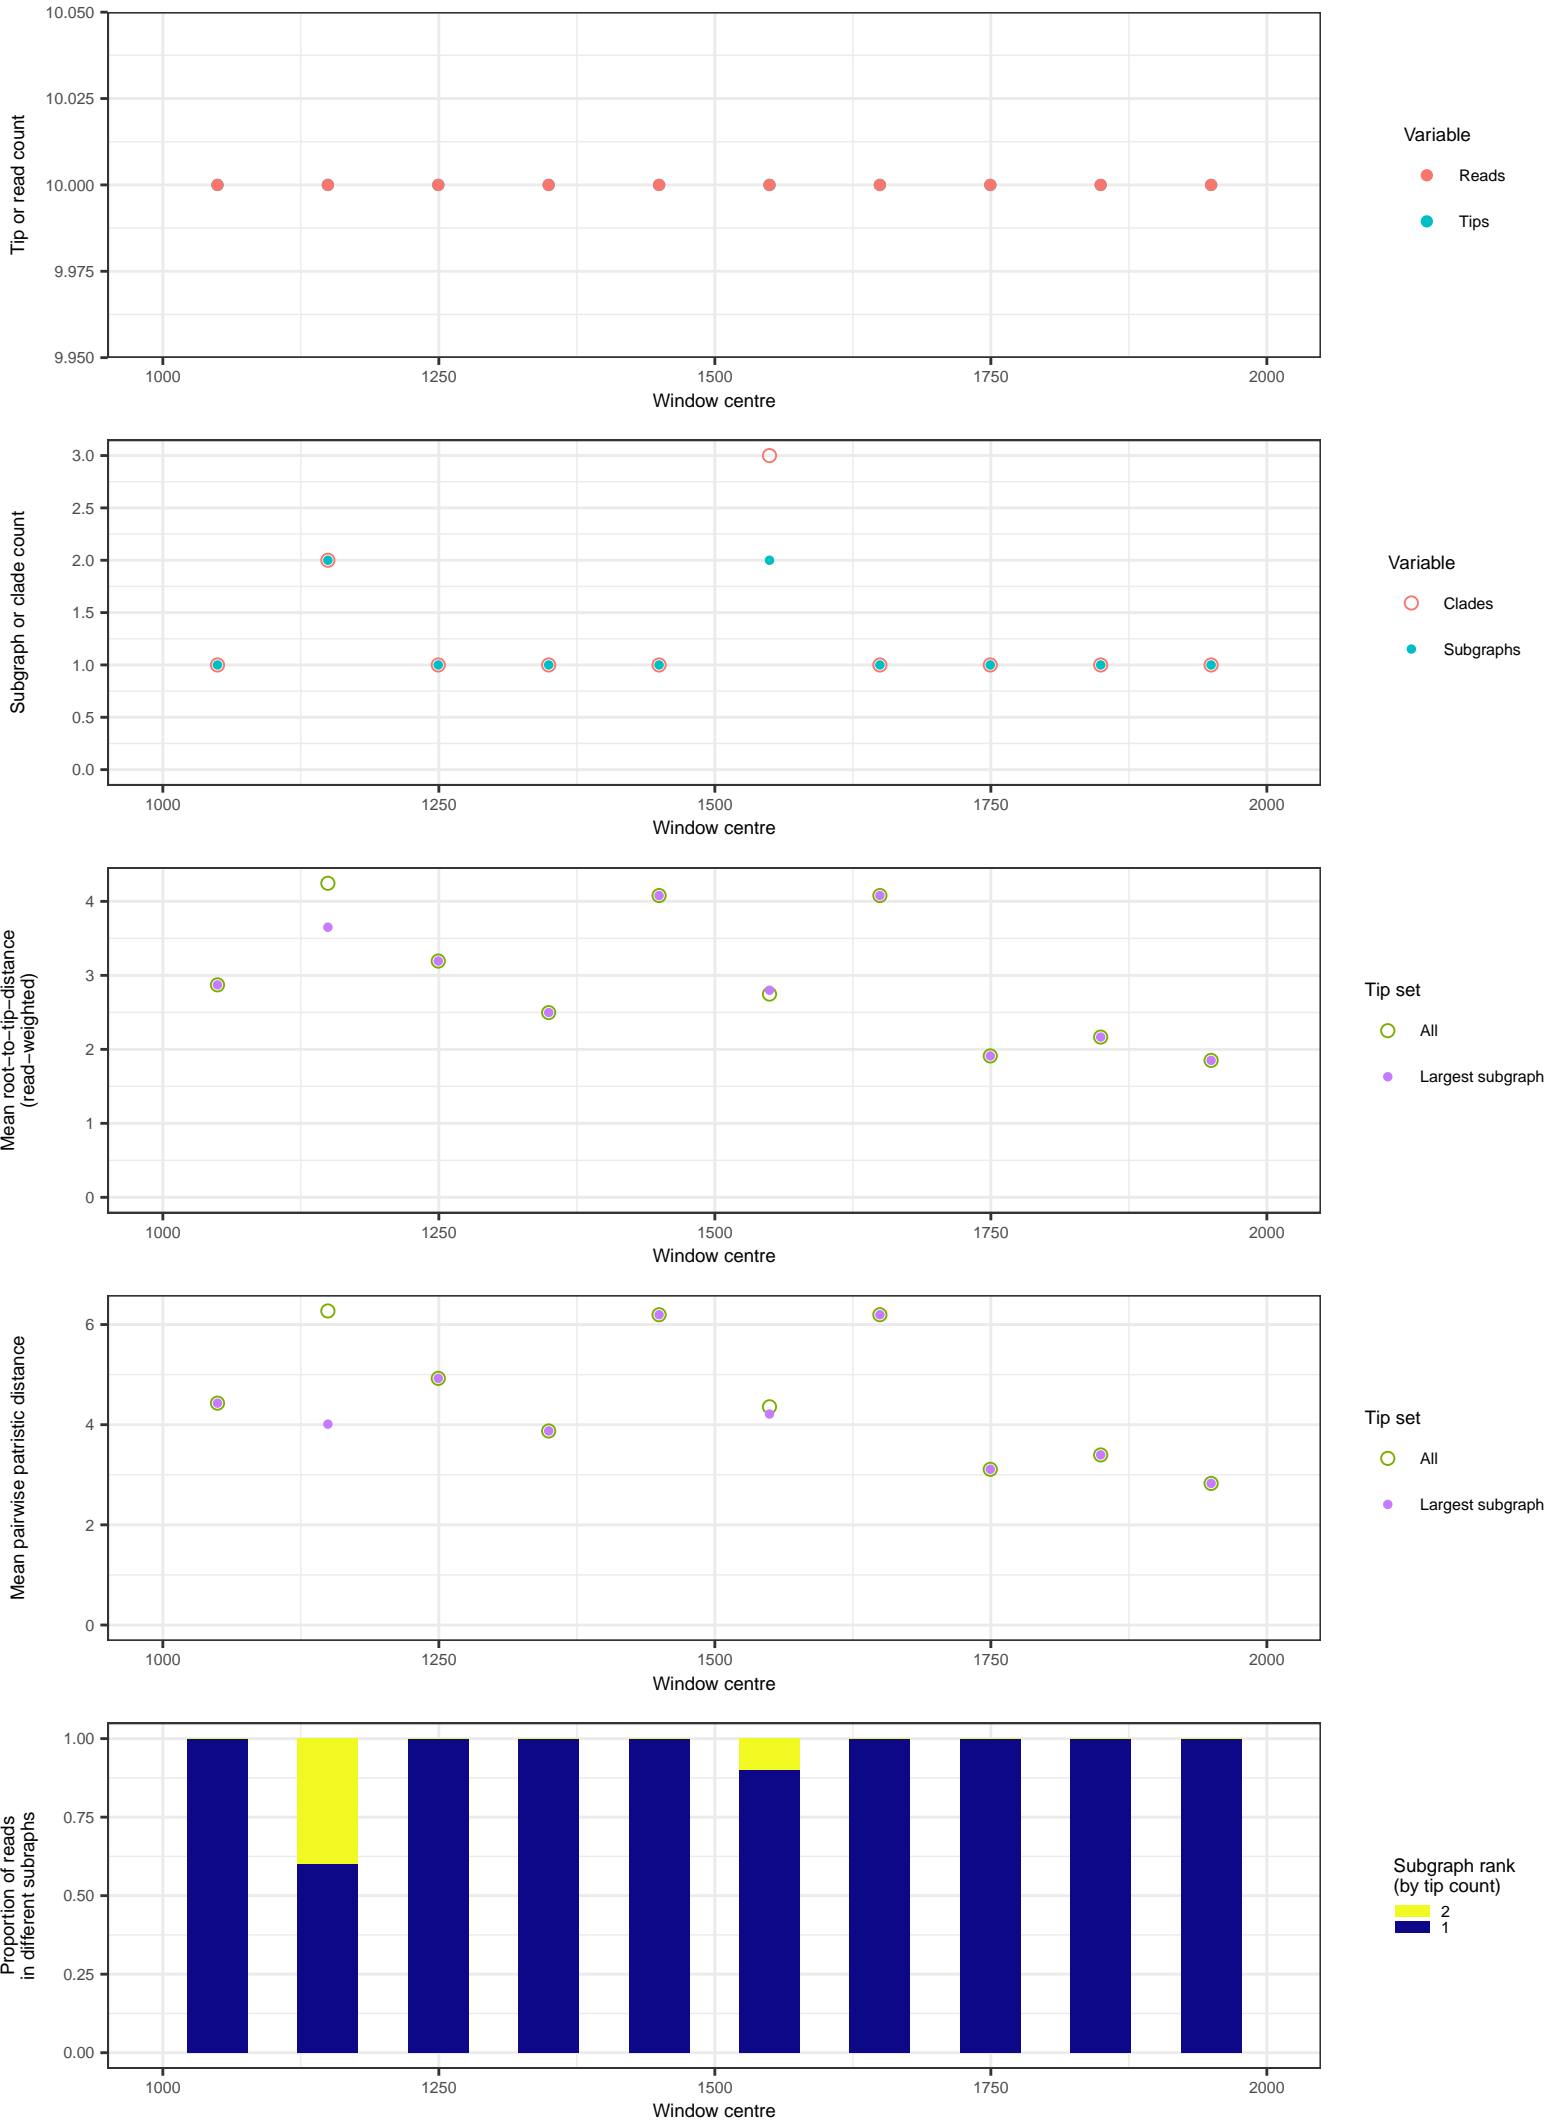 10.050
10.025
10.000
9.975
9.950
Tip or read count
1000 1250 1500 1750 2000
Window centre
Variable
Reads
Tips
3.0
2.5
2.0
1.5
1.0
0.5
0.0
Subgraph or clade count
1000 1250 1500 1750 2000
Window centre
Variable
Clades
Subgraphs
4
3
2
1
0
Mean root−to−tip−distance
(read−weighted)
1000 1250 1500 1750 2000
Window centre
Tip set
All
Largest subgraph
6
4
2
0
Mean pairwise patristic distance
1000 1250 1500 1750 2000
Window centre
Tip set
All
Largest subgraph
1.00
0.75
0.50
0.25
0.00
Proportion of reads
in different subraphs
1000 1250 1500 1750 2000
Window centre
Subgraph rank
(by tip count)
2
1